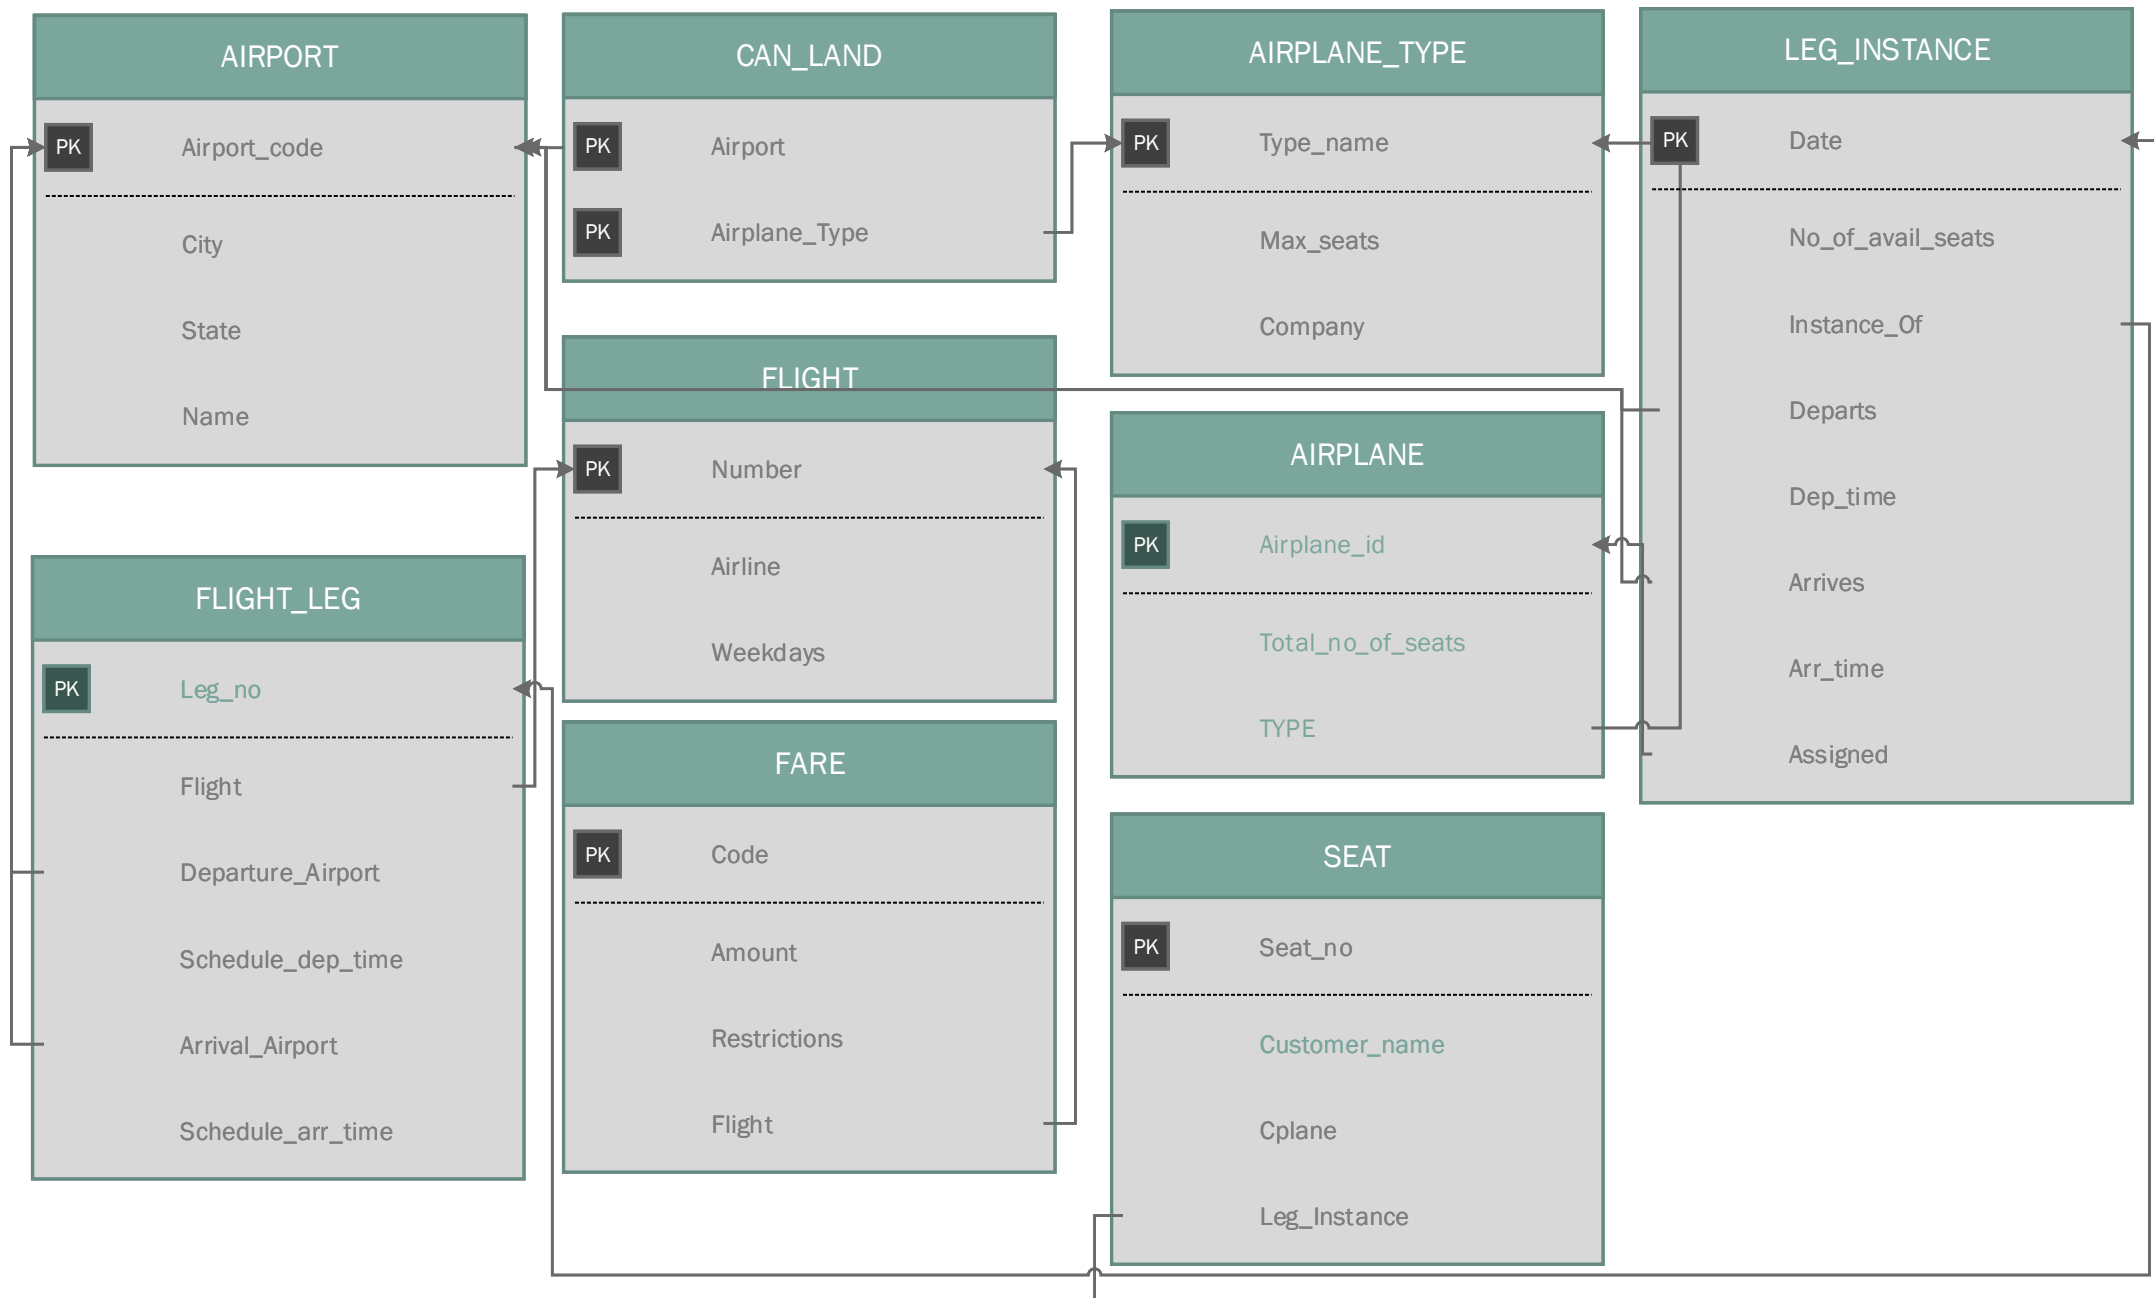 AIRPORT
PK Airport_code
City
State
Name
CAN_LAND
PK Airport
PK Airplane_Type
AIRPLANE_TYPE
PK Type_name
Max_seats
Company
LEG_INSTANCE
PK Date
No_of_avail_seats
Instance_Of
Departs
Dep_time
Arrives
Arr_time
Assigned
FLIGHT
PK Number
Airline
Weekdays
AIRPLANE
PK Airplane_id
Total_no_of_seats
TYPE
FLIGHT_LEG
PK Leg_no
Flight
Departure_Airport
Schedule_dep_time
Arrival_Airport
Schedule_arr_time
FARE
PK Code
Amount
Restrictions
Flight
SEAT
PK Seat_no
Customer_name
Cplane
Leg_Instance